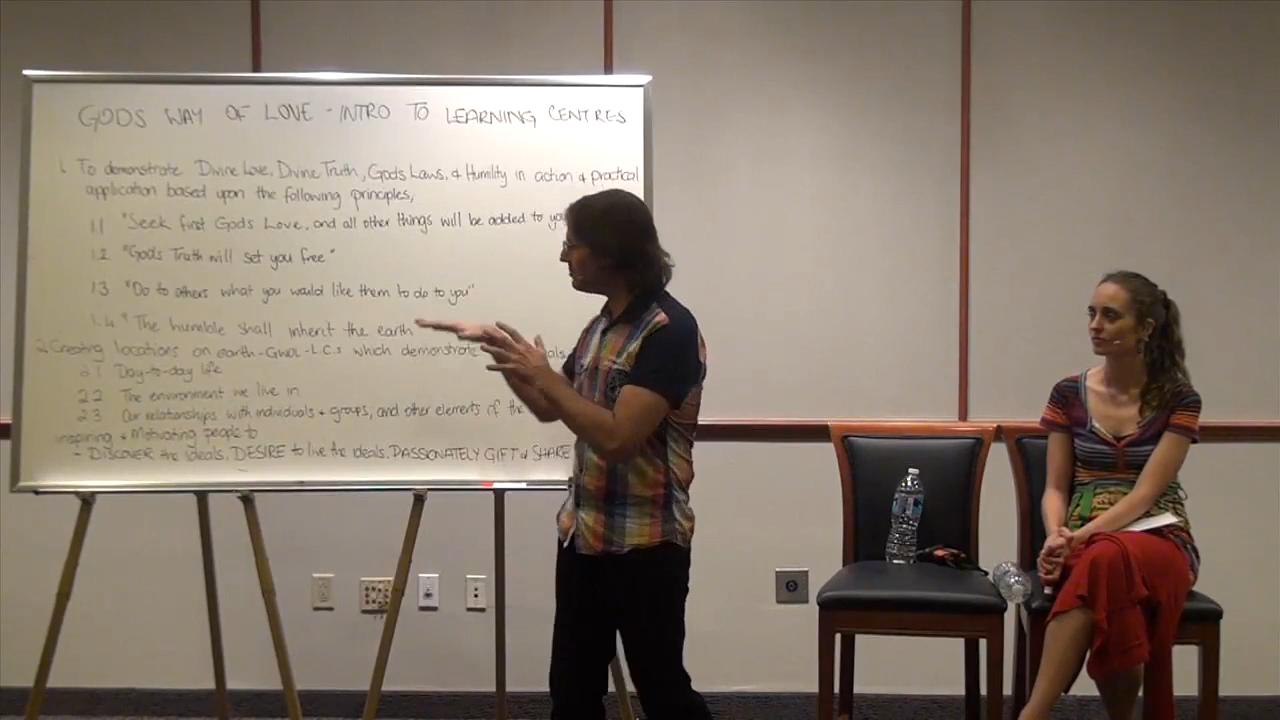 GODS WAY OF LOVE - INTRO TO LEARNING CENTRES
1. To demonstrate Divine Love, Divine Truth, Gods Laws, & Humility in action & practical
application based upon the following principles,
1.1 "Seek first Gods Love, and all other things will be added to you
1.2 "Gods Truth will set you free"
1.3 "Do to others what you would like them to do to you"
1.4 "The humble shall inherit the earth
2. Creating locations on earth - GWOL - L.C.s which demonstrate
2.1 Day-to-day life
2.2 The environment we live in
2.3 Our relationships with individuals + groups, and other elements of the
inspiring + Motivating people to
- DISCOVER the ideals, DESIRE to live the ideals, PASSIONATELY GIFT & SHARE